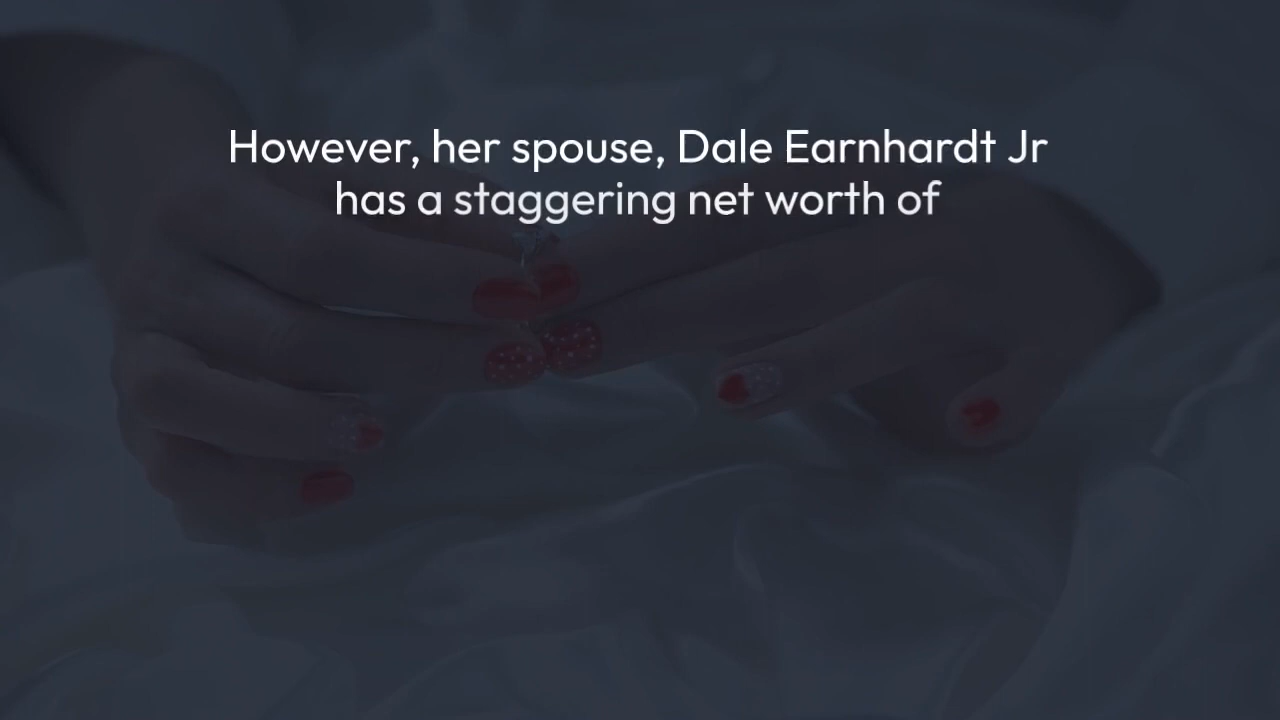 However, her spouse, Dale Earnhardt Jr
has a staggering net worth of